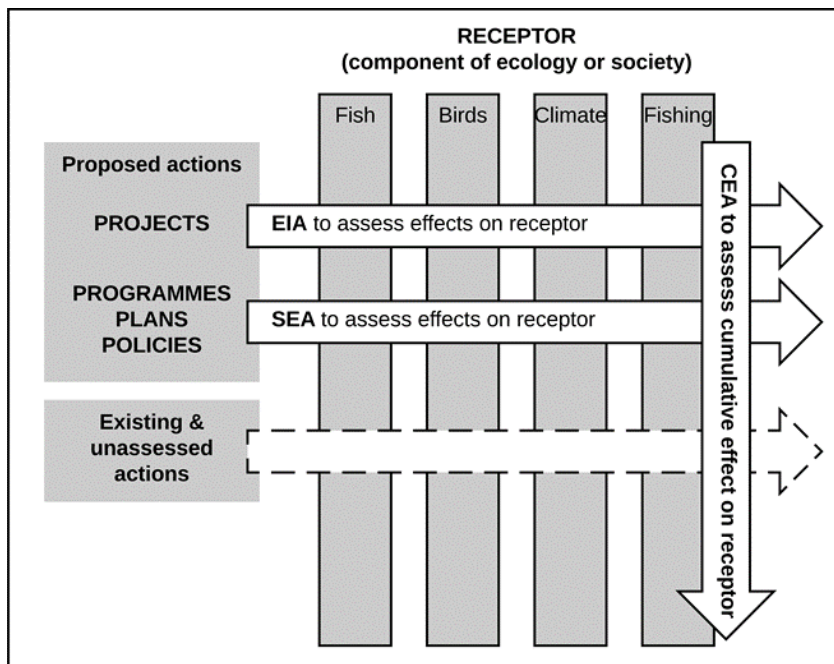 RECEPTOR
(component of ecology or society)
Fish
Birds
Climate
Fishing
Proposed actions
PROJECTS
EIA to assess effects on receptor
PROGRAMMES
PLANS
POLICIES
SEA to assess effects on receptor
Existing &
unassessed
actions
CEA to assess cumulative effect on receptor